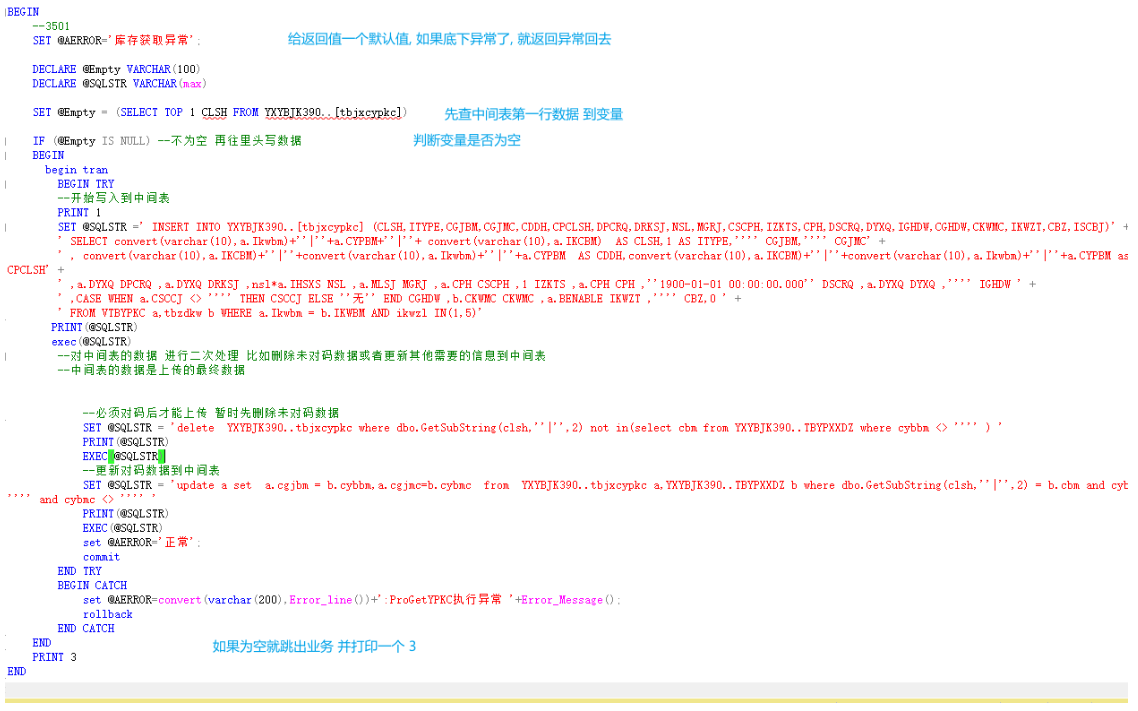 BEGIN
--3501
SET @AERROR='库存获取异常'; 给返回值一个默认值, 如果底下异常了, 就返回异常回去
DECLARE @Empty VARCHAR(100)
DECLARE @SQLSTR VARCHAR(max)
SET @Empty = (SELECT TOP 1 CLSH FROM YXYBJK390..[tbjxcypkc]) 先查中间表第一行数据 到变量
IF (@Empty IS NULL) --不为空 再往里头写数据 判断变量是否为空
BEGIN
begin tran
BEGIN TRY
--开始写入到中间表
PRINT 1
SET @SQLSTR =' INSERT INTO YXYBJK390..[tbjxcypkc] (CLSH,ITYPE,CGJBM,CGJMC,CDDH,CPCLSH,DPCRQ,DRKSJ,NSL,MGRJ,CSCPH,IZKTS,CPH,DSCRQ,DYXQ,IGHDW,CGHDW,CKWMC,IKWZT,CBZ,ISCBJ)' +
' SELECT convert(varchar(10),a.Ikwbm)+''|''+a.CYPBM+''|''+ convert(varchar(10),a.IKCBM)  AS CLSH,1 AS ITYPE,'''' CGJBM,'''' CGJMC' +
' , convert(varchar(10),a.IKCBM)+''|''+convert(varchar(10),a.Ikwbm)+''|''+a.CYPBM  AS CDDH,convert(varchar(10),a.IKCBM)+''|''+convert(varchar(10),a.Ikwbm)+''|''+a.CYPBM as
CPCLSH' +
' ,a.DYXQ DPCRQ ,a.DYXQ DRKSJ ,nsl*a.IHSXS NSL ,a.MLSJ MGRJ ,a.CPH CSCPH ,1 IZKTS ,a.CPH CPH ,''1900-01-01 00:00:00.000'' DSCRQ ,a.DYXQ DYXQ ,'''' IGHDW ' +
' ,CASE WHEN a.CSCCJ <> '''' THEN CSCCJ ELSE ''无'' END CGHDW ,b.CKWMC CKWMC ,a.BENABLE IKWZT ,'''' CBZ,0 ' +
' FROM VTBYPKC a,tbzdkw b WHERE a.Ikwbm = b.IKWBM AND ikwzl IN(1,5)'
PRINT(@SQLSTR)
exec(@SQLSTR)
--对中间表的数据 进行二次处理 比如删除未对码数据或者更新其他需要的信息到中间表
--中间表的数据是上传的最终数据
--必须对码后才能上传 暂时先删除未对码数据
SET @SQLSTR = 'delete  YXYBJK390..tbjxcypkc where dbo.GetSubString(clsh,''|'',2) not in(select cbm from YXYBJK390..TBYPXXDZ where cybbm <> '''' ) '
PRINT(@SQLSTR)
EXEC(@SQLSTR)
--更新对码数据到中间表
SET @SQLSTR = 'update a set  a.cgjbm = b.cybbm,a.cgjmc=b.cybmc  from  YXYBJK390..tbjxcypkc a,YXYBJK390..TBYPXXDZ b where dbo.GetSubString(clsh,''|'',2) = b.cbm and cyb
'''' and cybmc <> '''' '
PRINT(@SQLSTR)
EXEC(@SQLSTR)
set @AERROR='正常';
commit
END TRY
BEGIN CATCH
set @AERROR=convert(varchar(200),Error_line())+':ProGetYPKC执行异常 '+Error_Message();
rollback
END CATCH
END 如果为空就跳出业务 并打印一个 3
PRINT 3
END